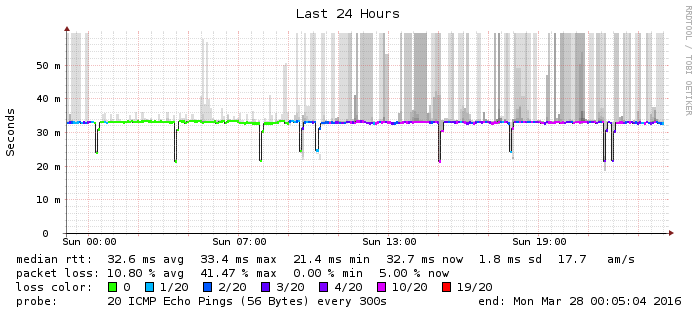 Last 24 Hours
RRDTOOL / TOBI OETIKER
Seconds
50 m
40 m
30 m
20 m
10 m
0
Sun 00:00 Sun 07:00 Sun 13:00 Sun 19:00
median rtt: 32.6 ms avg 33.4 ms max 21.4 ms min 32.7 ms now 1.8 ms sd 17.7 am/s
packet loss: 10.80 % avg 41.47 % max 0.00 % min 5.00 % now
loss color: 0 1/20 2/20 3/20 4/20 10/20 19/20
probe: 20 ICMP Echo Pings (56 Bytes) every 300s end: Mon Mar 28 00:05:04 2016